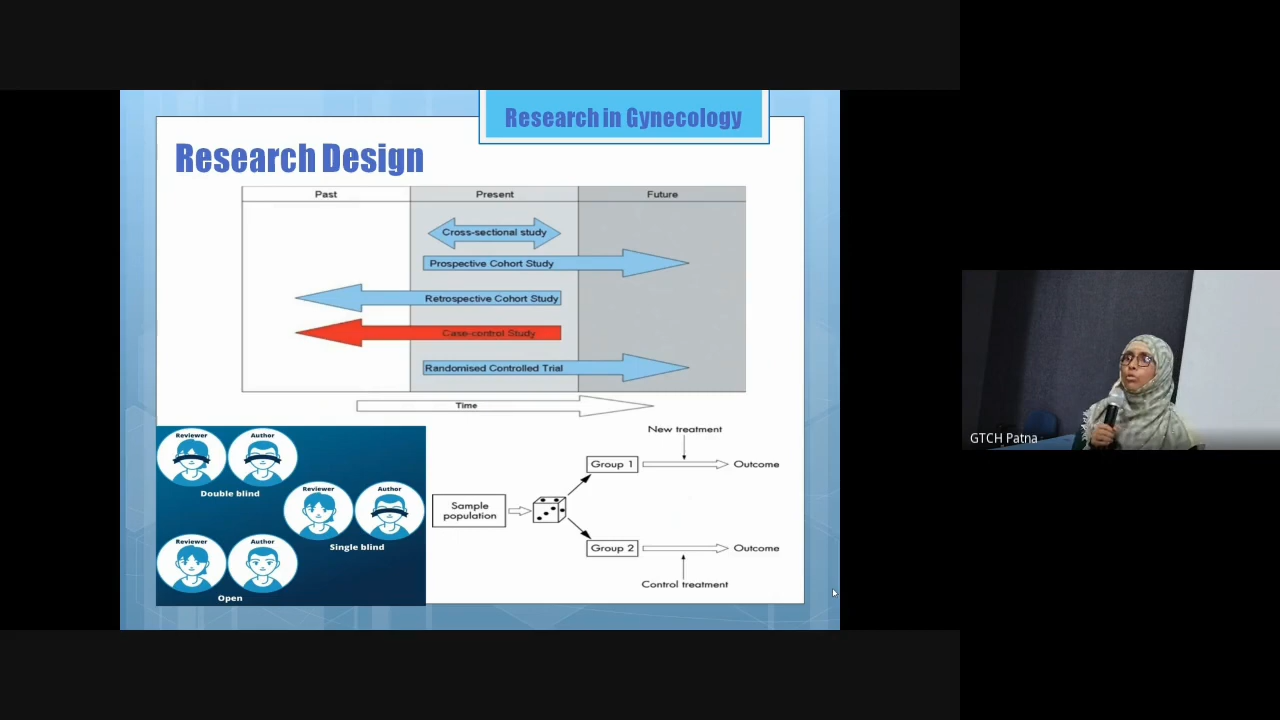 Research in Gynecology
Research Design
Past Present Future
Cross-sectional study
Prospective Cohort Study
Retrospective Cohort Study
Case-control Study
Randomised Controlled Trial
Time
Reviewer Author
Double blind
Reviewer Author
Single blind
Reviewer Author
Open
New treatment
Group 1 Outcome
Sample
population
Group 2 Outcome
Control treatment
GTCH Patna